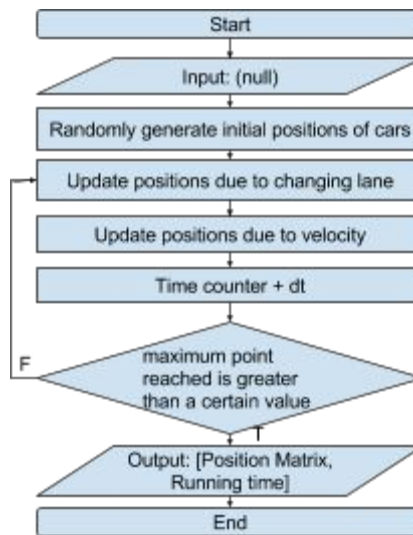 Start
Input: (null)
Randomly generate initial positions of cars
Update positions due to changing lane
Update positions due to velocity
Time counter + dt
F
maximum point
reached is greater
than a certain value
T
Output: [Position Matrix,
Running time]
End